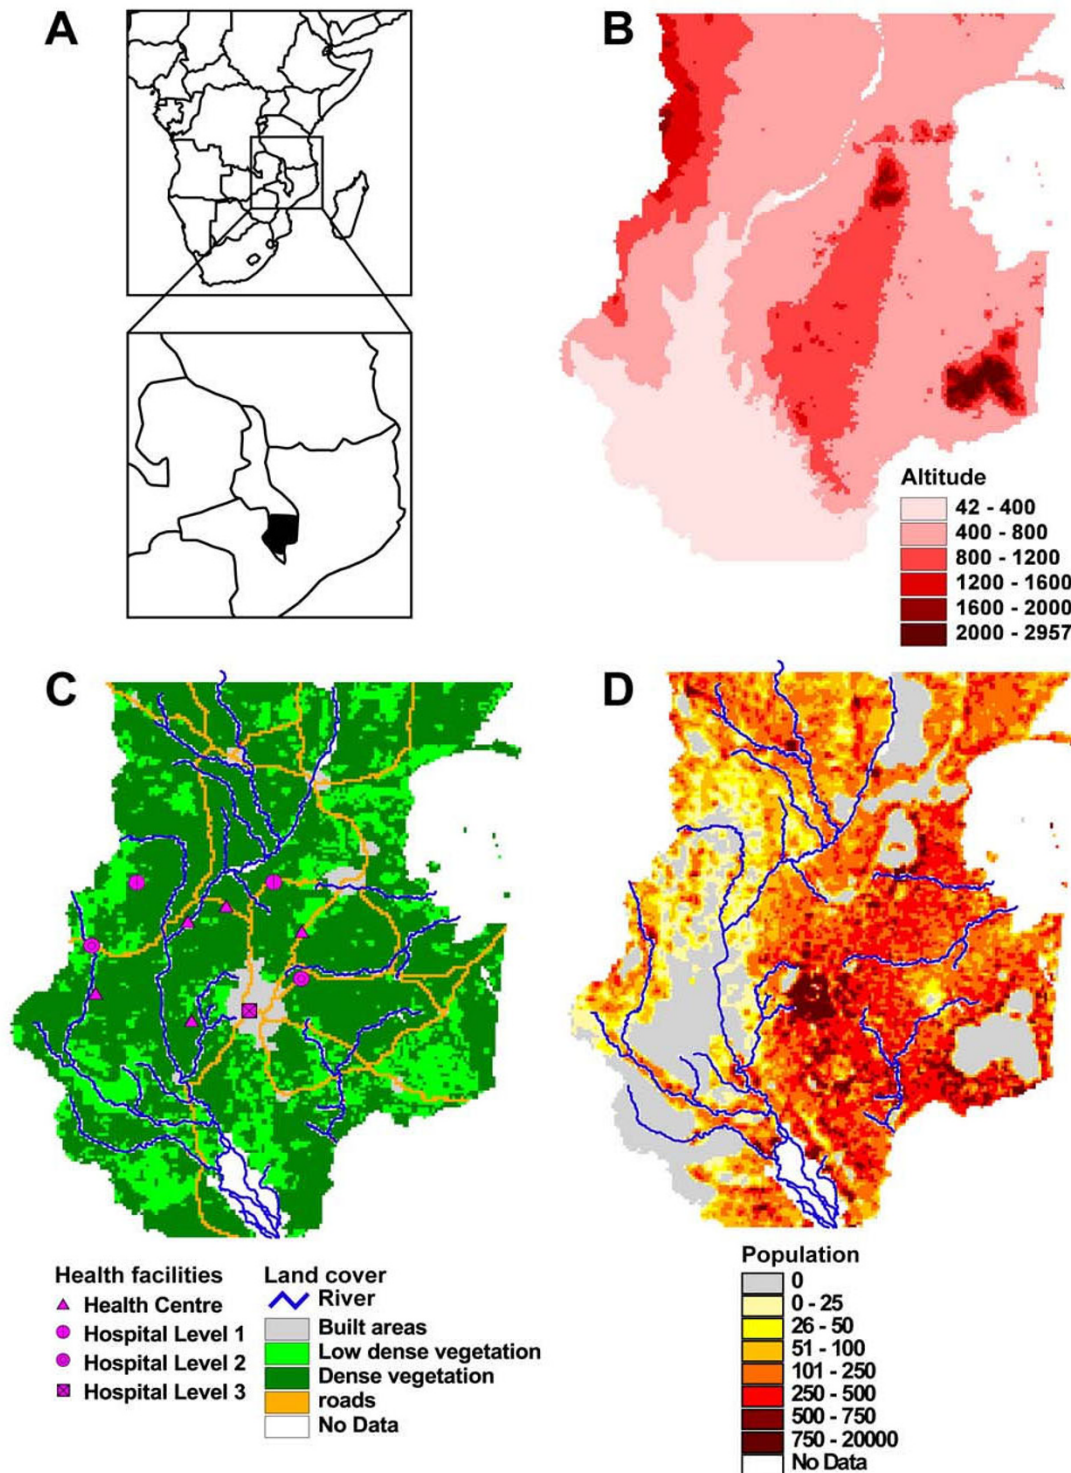 A
B
Altitude
42 - 400
400 - 800
800 - 1200
1200 - 1600
1600 - 2000
2000 - 2957
C
D
Health facilities
Health Centre
Hospital Level 1
Hospital Level 2
Hospital Level 3
Land cover
River
Built areas
Low dense vegetation
Dense vegetation
roads
No Data
Population
0
0 - 25
26 - 50
51 - 100
101 - 250
250 - 500
500 - 750
750 - 20000
No Data